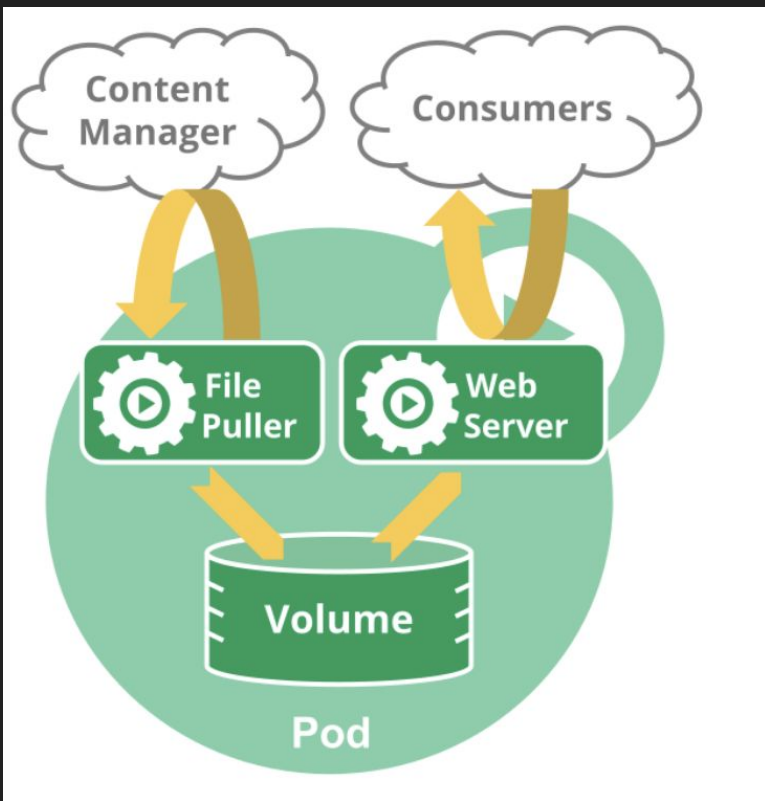 Content
Manager
Consumers
File
Puller
Web
Server
Volume
Pod